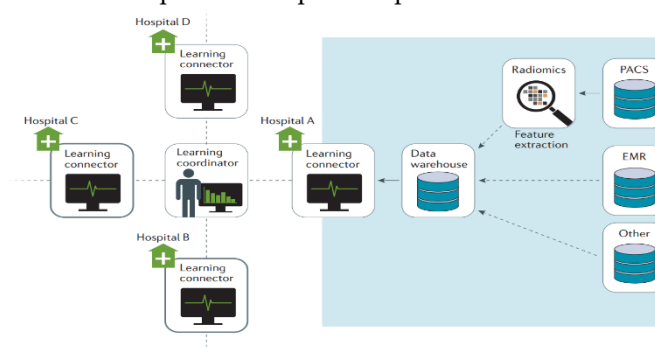 Hospital D
Learning
connector
Radiomics
PACS
Feature
extraction
Hospital C
Learning
connector
Learning
coordinator
Hospital A
Learning
connector
Data
warehouse
EMR
Other
Hospital B
Learning
connector